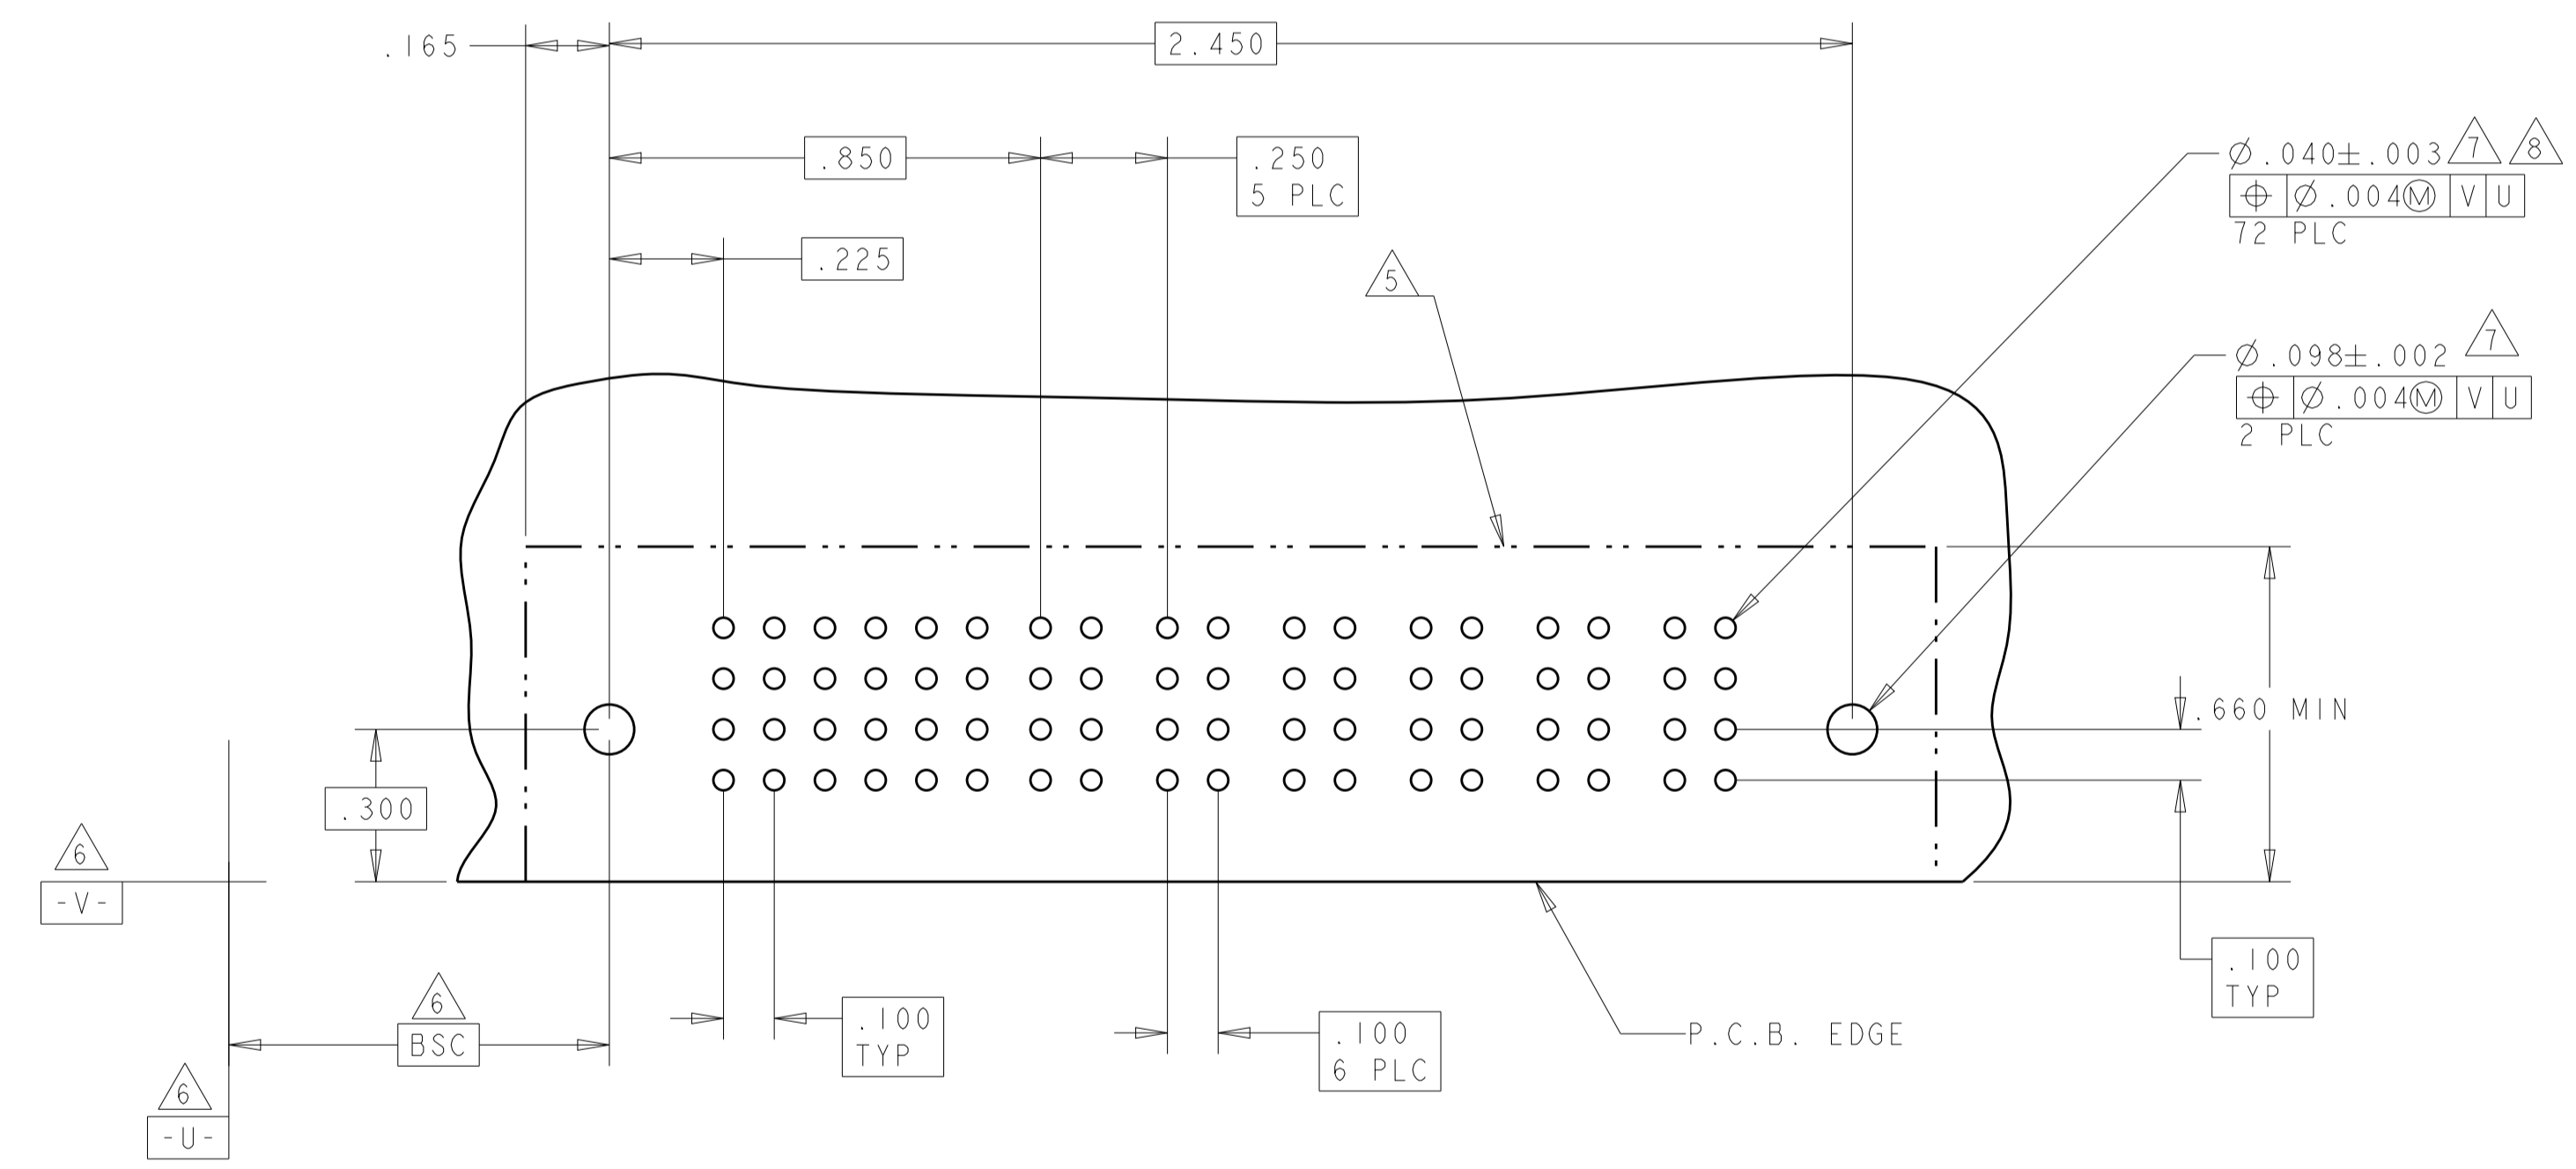 .165
2.450
.850
.250
5 PLC
Ø.040±.003 7 8
⌖ Ø.004Ⓜ V U
72 PLC
.225
5
Ø.098±.002 7
⌖ Ø.004Ⓜ V U
2 PLC
.660 MIN
.300
6
-V-
.100
TYP
6
BSC
.100
TYP
.100
6 PLC
P.C.B. EDGE
6
-U-